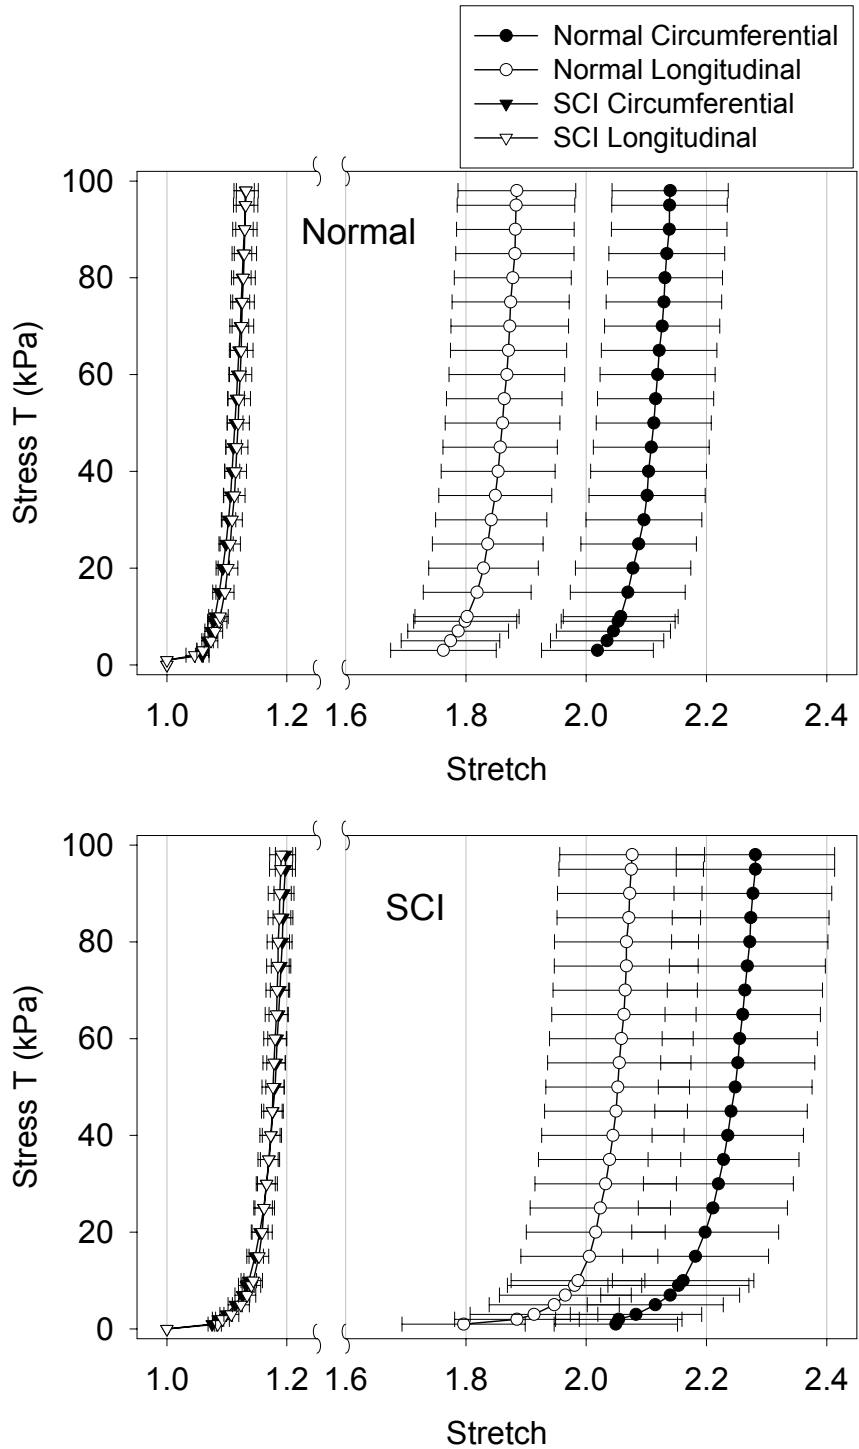 Normal Circumferential
Normal Longitudinal
SCI Circumferential
SCI Longitudinal
Normal
Stress T (kPa)
100
80
60
40
20
0
1.0 1.2 1.6 1.8 2.0 2.2 2.4
Stretch
SCI
Stress T (kPa)
100
80
60
40
20
0
1.0 1.2 1.6 1.8 2.0 2.2 2.4
Stretch